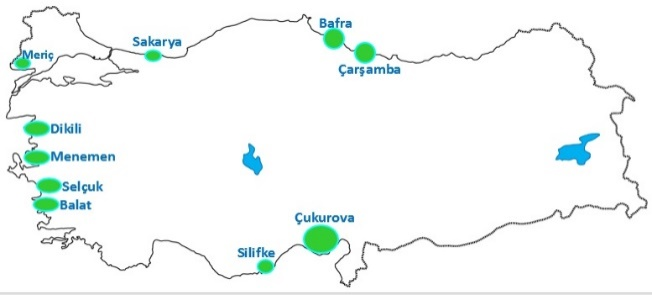 Bafra
Sakarya
Meriç
Çarşamba
Dikili
Menemen
Selçuk
Balat
Çukurova
Silifke